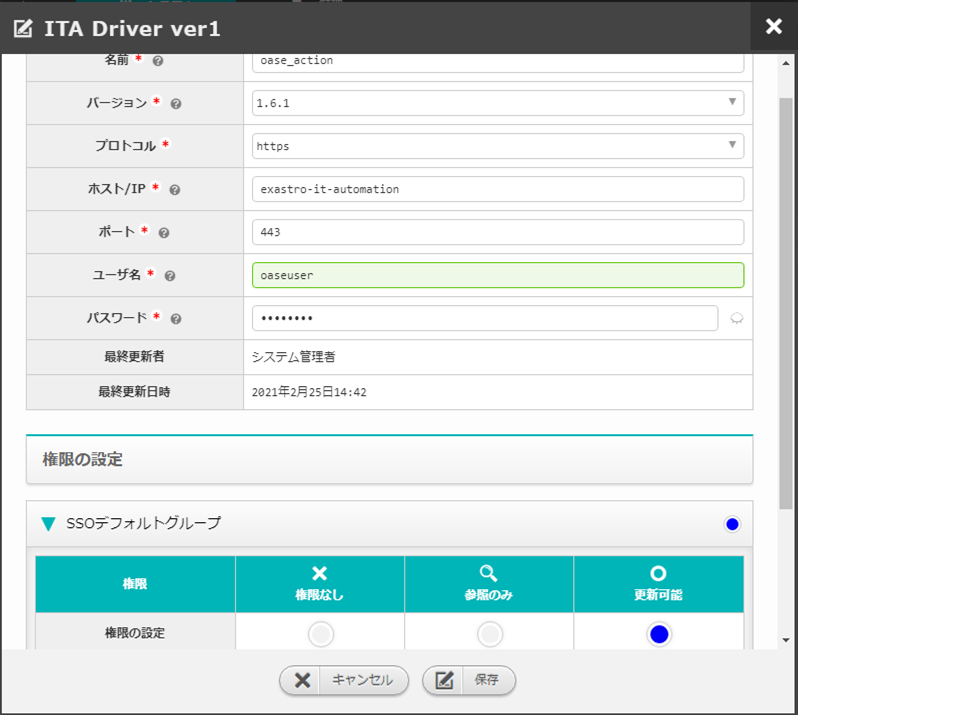 ITA Driver ver1
名前 * oase_action
バージョン * 1.6.1
プロトコル * https
ホスト/IP * exastro-it-automation
ポート * 443
ユーザ名 * oaseuser
パスワード * ••••••••
最終更新者 システム管理者
最終更新日時 2021年2月25日14:42
権限の設定
SSOデフォルトグループ
権限 権限なし 参照のみ 更新可能
権限の設定
キャンセル 保存